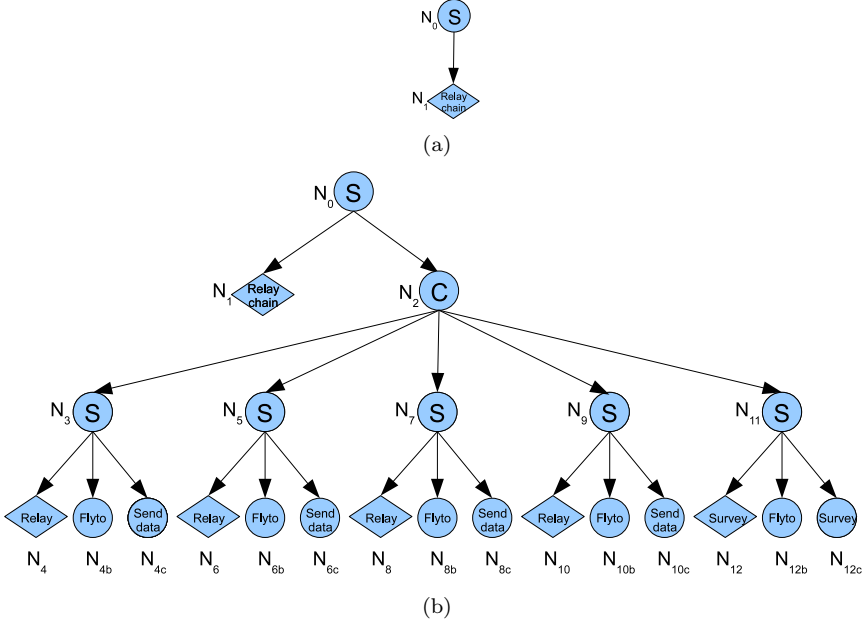 N0 S
N1 Relay
chain
(a)
N0 S
N1 Relay
chain
N2 C
N3 S
N5 S
N7 S
N9 S
N11 S
Relay Flyto Send
data
Relay Flyto Send
data
Relay Flyto Send
data
Relay Flyto Send
data
Survey Flyto Survey
N4 N4b N4c N6 N6b N6c N8 N8b N8c N10 N10b N10c N12 N12b N12c
(b)